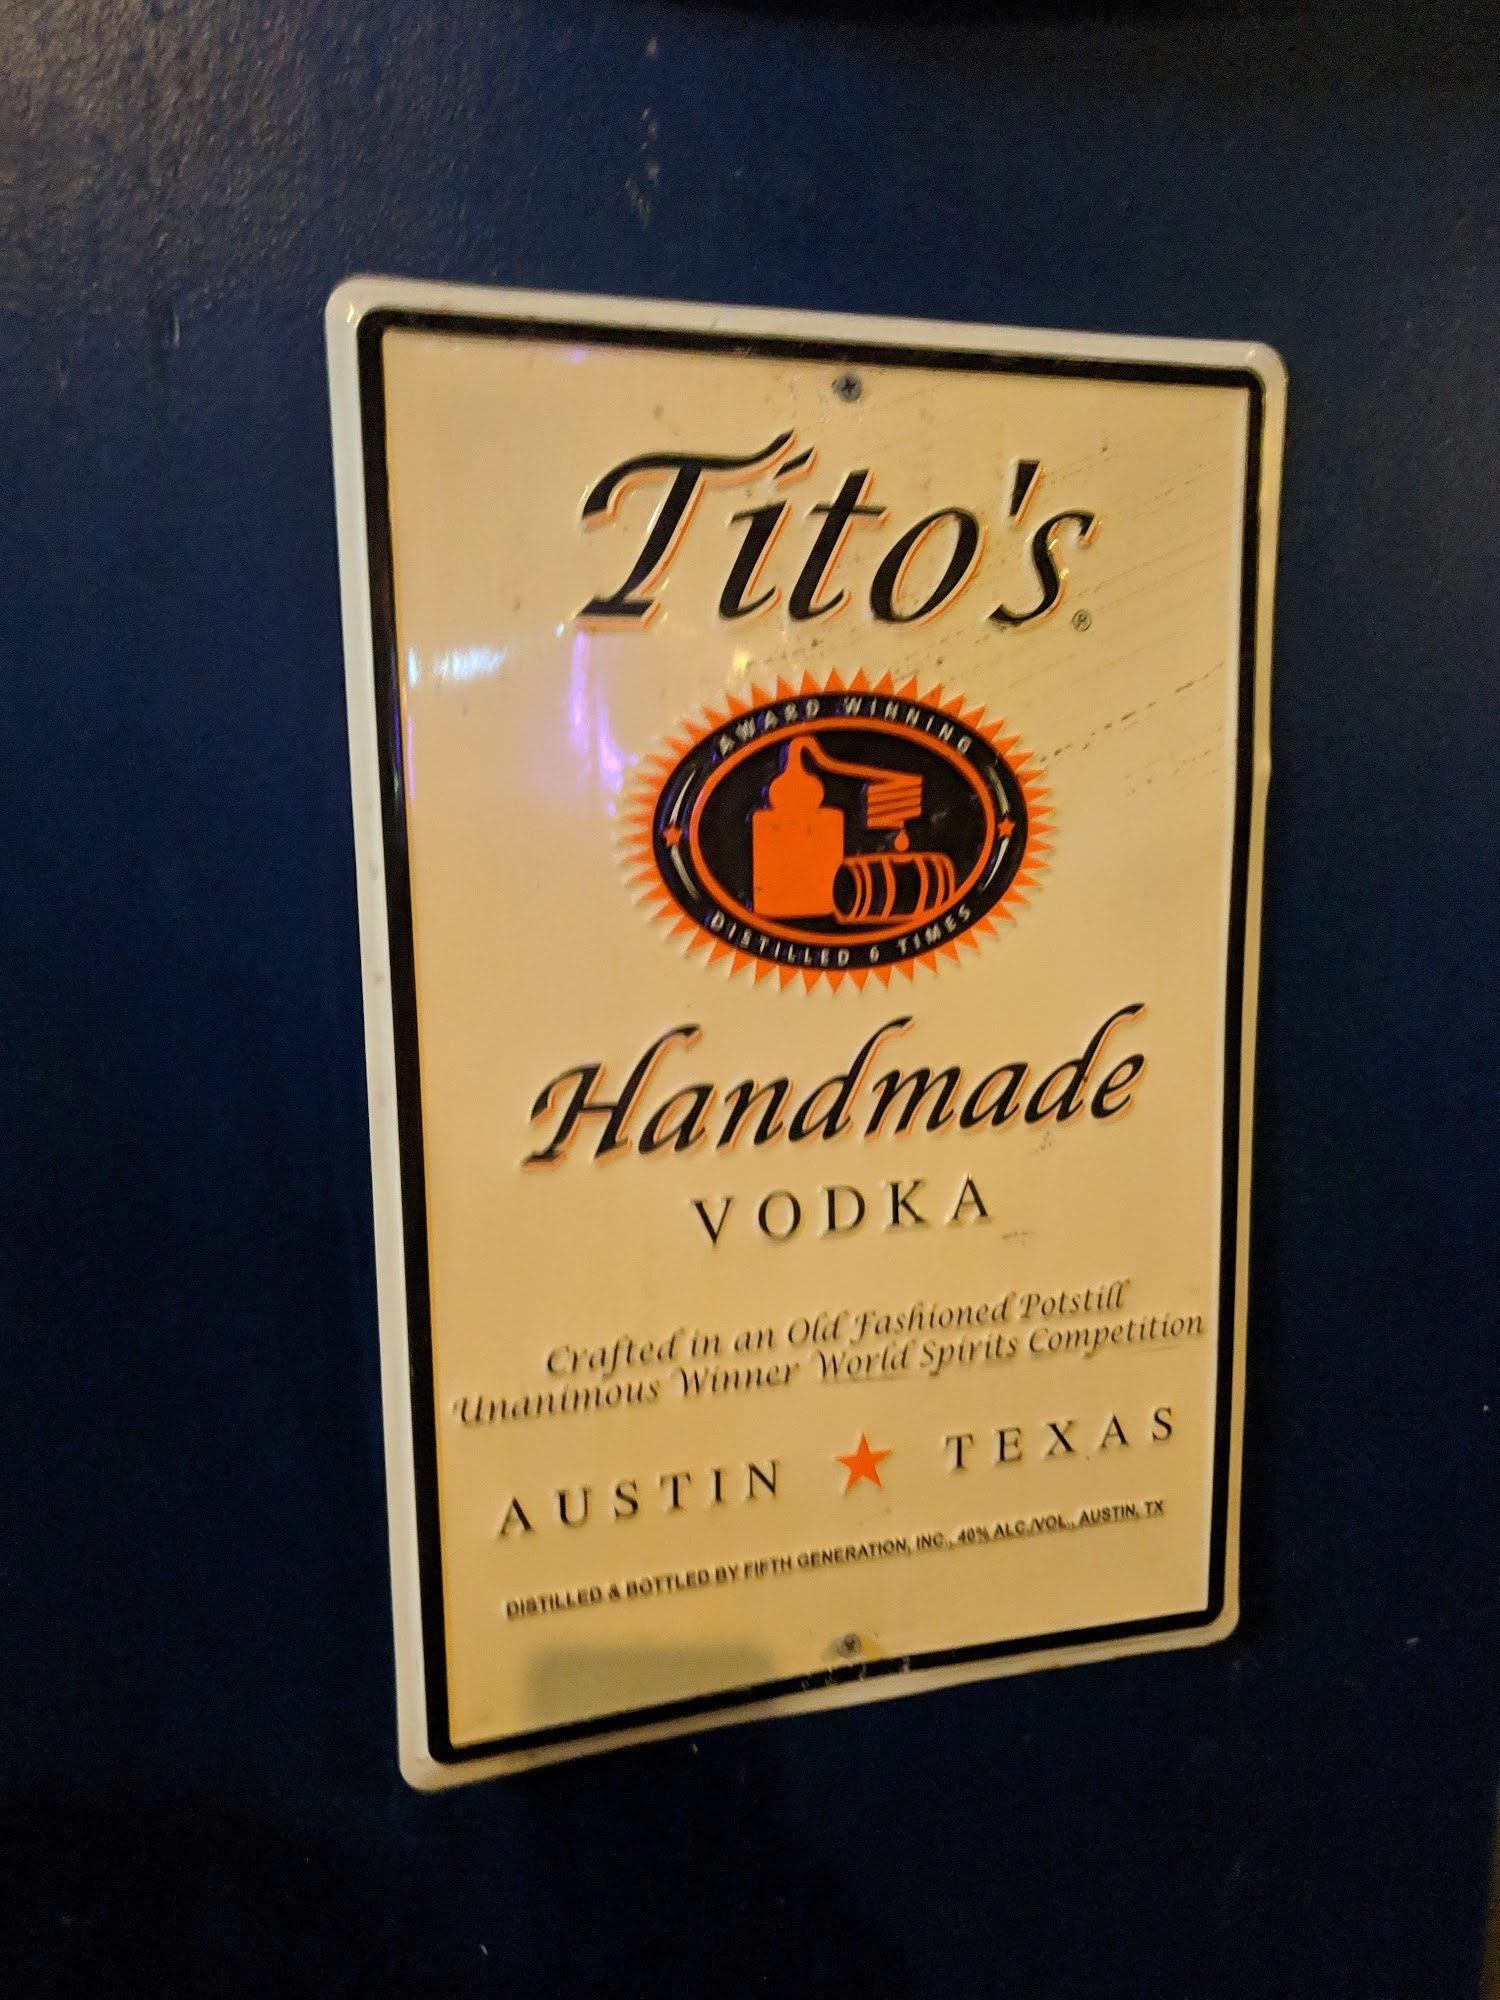 Tito's®
AWARD WINNING
DISTILLED 6 TIMES
Handmade
VODKA
Crafted in an Old Fashioned Potstill
Unanimous Winner World Spirits Competition
AUSTIN ★ TEXAS
DISTILLED & BOTTLED BY FIFTH GENERATION, INC., 40% ALC./VOL., AUSTIN, TX